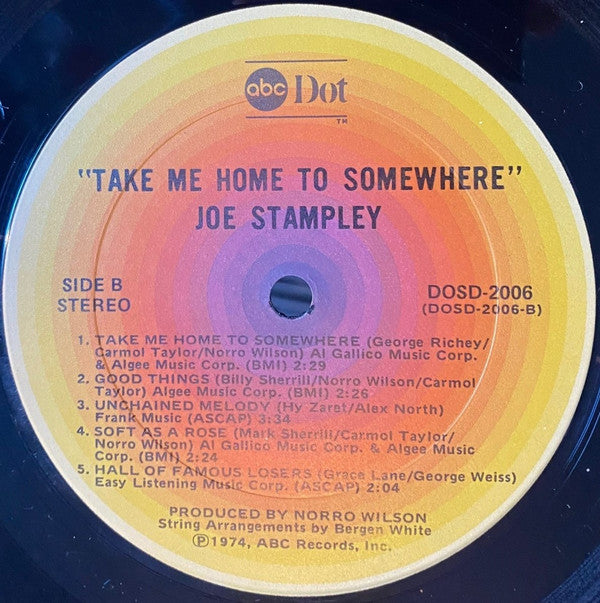 abc Dot
TM
"TAKE ME HOME TO SOMEWHERE"
JOE STAMPLEY
SIDE B
STEREO
DOSD-2006
(DOSD-2006-B)
1. TAKE ME HOME TO SOMEWHERE (George Richey/
Carmol Taylor/Norro Wilson) Al Gallico Music Corp.
& Algee Music Corp. (BMI) 2:29
2. GOOD THINGS (Billy Sherrill/Norro Wilson/Carmol
Taylor) Algee Music Corp. (BMI) 2:26
3. UNCHAINED MELODY (Hy Zaret/Alex North)
Frank Music (ASCAP) 3:34
4. SOFT AS A ROSE (Mark Sherrill/Carmol Taylor/
Norro Wilson) Al Gallico Music Corp. & Algee Music
Corp. (BMI) 2:24
5. HALL OF FAMOUS LOSERS (Grace Lane/George Weiss)
Easy Listening Music Corp. (ASCAP) 2:04
PRODUCED BY NORRO WILSON
String Arrangements by Bergen White
Ⓟ1974, ABC Records, Inc.